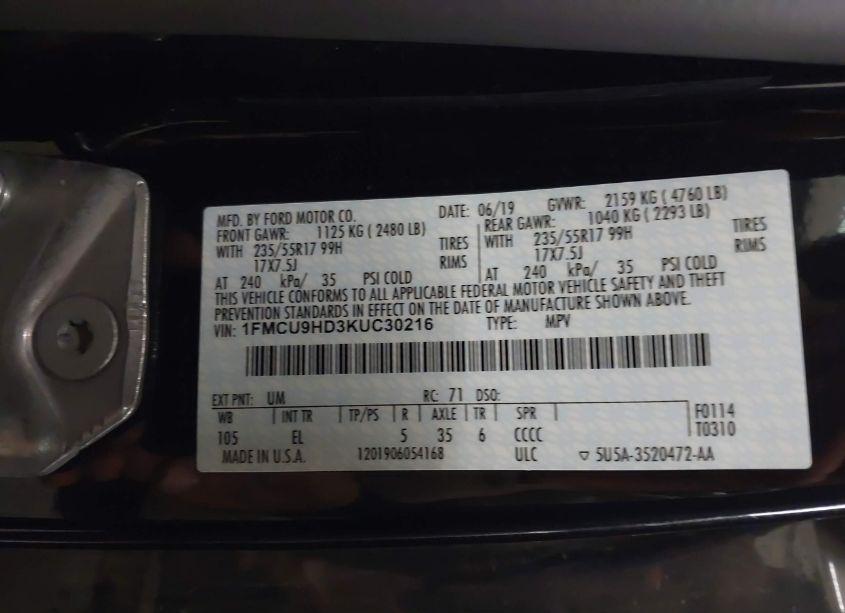 MFD. BY FORD MOTOR CO. DATE: 06/19 GVWR: 2159 KG ( 4760 LB)
FRONT GAWR: 1125 KG ( 2480 LB) REAR GAWR: 1040 KG ( 2293 LB)
WITH 235/55R17 99H TIRES WITH 235/55R17 99H TIRES
17X7.5J RIMS 17X7.5J RIMS
AT 240 kPa/ 35 PSI COLD AT 240 kPa/ 35 PSI COLD
THIS VEHICLE CONFORMS TO ALL APPLICABLE FEDERAL MOTOR VEHICLE SAFETY AND THEFT
PREVENTION STANDARDS IN EFFECT ON THE DATE OF MANUFACTURE SHOWN ABOVE.
VIN: 1FMCU9HD3KUC30216 TYPE: MPV
EXT PNT: UM RC: 71 DSO:
WB INT TR TP/PS R AXLE TR SPR F0114
105 EL 5 35 6 CCCC T0310
MADE IN U.S.A. 1201906054168 ULC ▽ 5U5A-3520472-AA